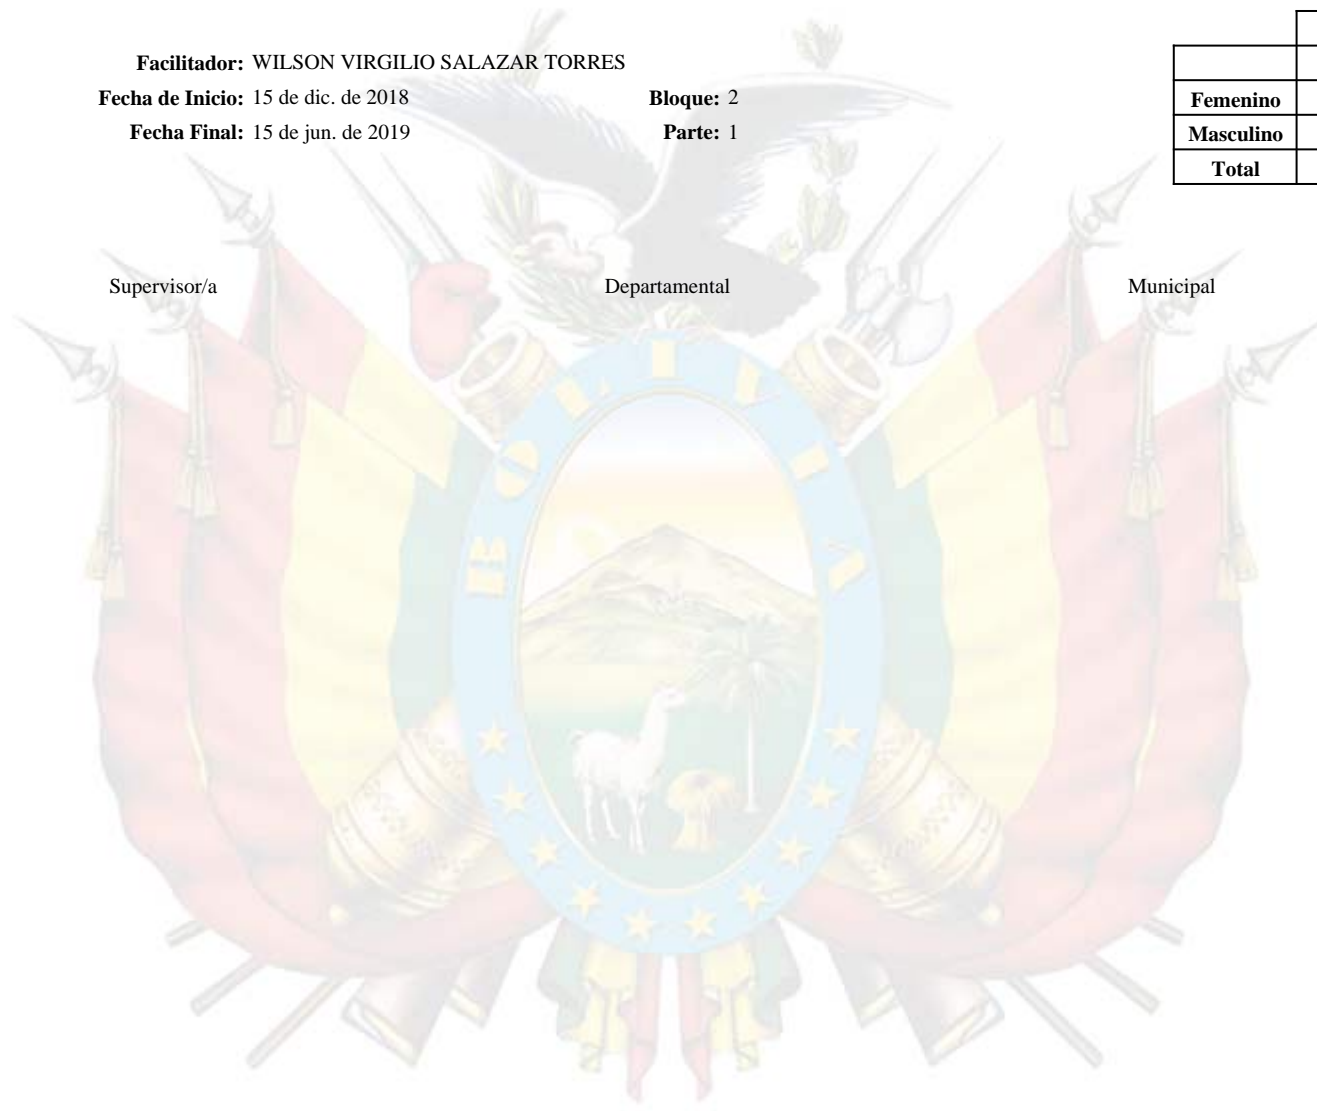 Facilitador: WILSON VIRGILIO SALAZAR TORRES
Fecha de Inicio: 15 de dic. de 2018 Bloque: 2
Fecha Final: 15 de jun. de 2019 Parte: 1
Femenino
Masculino
Total
Supervisor/a Departamental Municipal
BOLIVIA